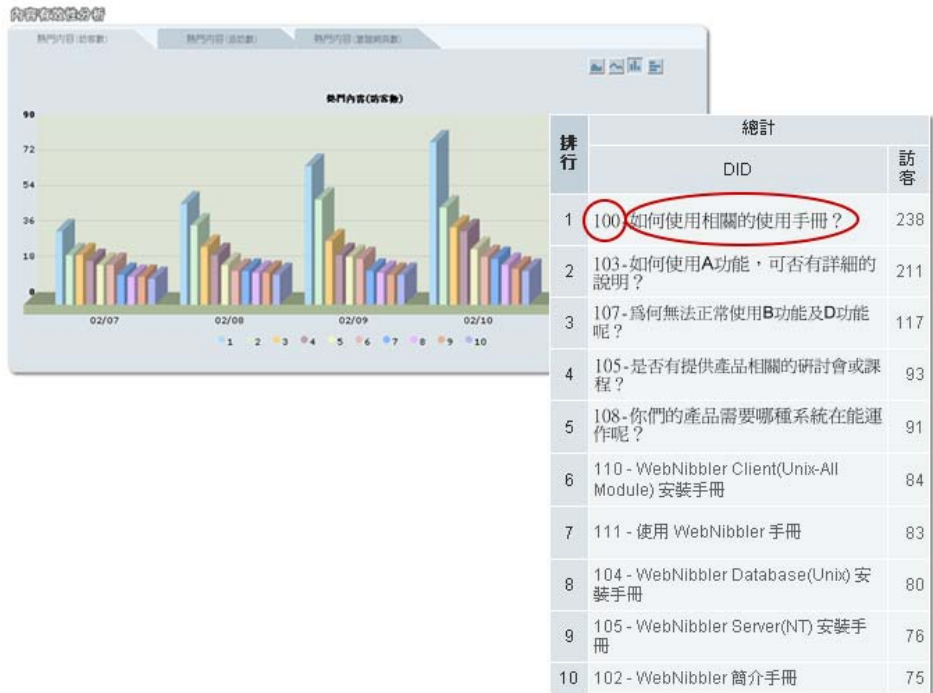 內容有效性分析
熱門內容(訪客數)
熱門內容(瀏覽網頁數)
熱門內容(訪客數)
90
72
54
36
18
0
02/07
02/08
02/09
02/10
1 2 3 4 5 6 7 8 9 10
排行
總計
DID
訪客
1 100-如何使用相關的使用手冊？ 238
2 103-如何使用A功能，可否有詳細的
說明？ 211
3 107-爲何無法正常使用B功能及D功能
呢？ 117
4 105-是否有提供產品相關的研討會或課
程？ 93
5 108-你們的產品需要哪種系統在能運
作呢？ 91
6 110 - WebNibbler Client(Unix-All
Module) 安裝手冊 84
7 111 - 使用 WebNibbler 手冊 83
8 104 - WebNibbler Database(Unix) 安
裝手冊 80
9 105 - WebNibbler Server(NT) 安裝手
冊 76
10 102 - WebNibbler 簡介手冊 75